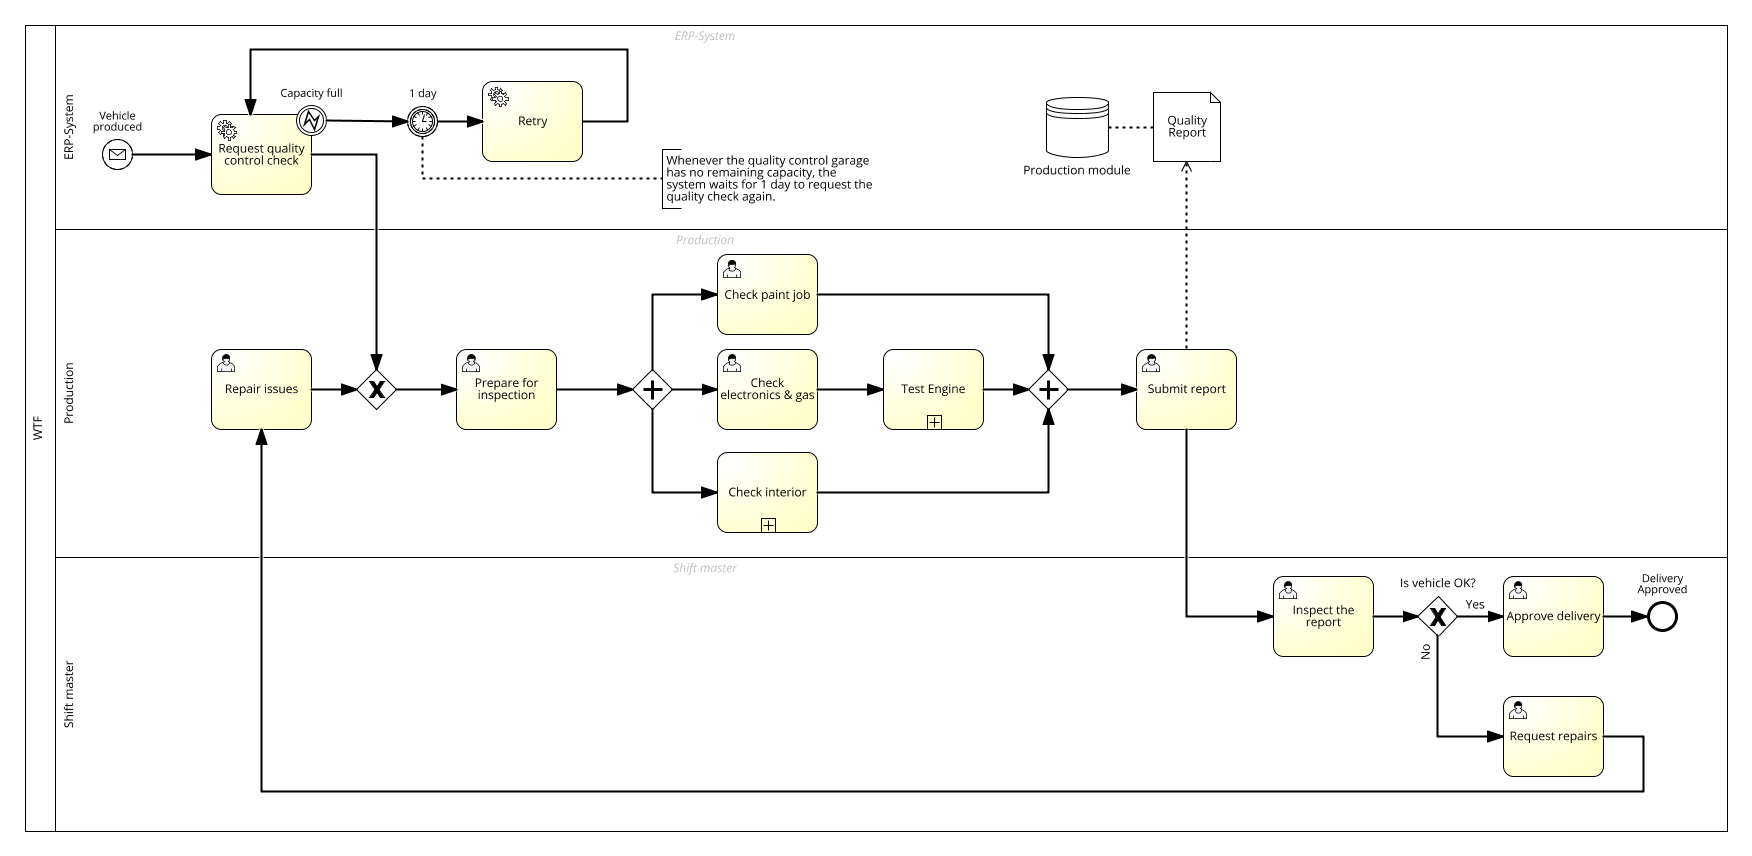 WTF
ERP-System
ERP-System
Vehicle
produced
Request quality
control check
Capacity full
1 day
Retry
Whenever the quality control garage
has no remaining capacity, the
system waits for 1 day to request the
quality check again.
Production module
Quality
Report
Production
Production
Repair issues
Prepare for
inspection
Check paint job
Check
electronics & gas
Test Engine
Check interior
Submit report
Shift master
Shift master
Inspect the
report
Is vehicle OK?
Yes
No
Approve delivery
Delivery
Approved
Request repairs